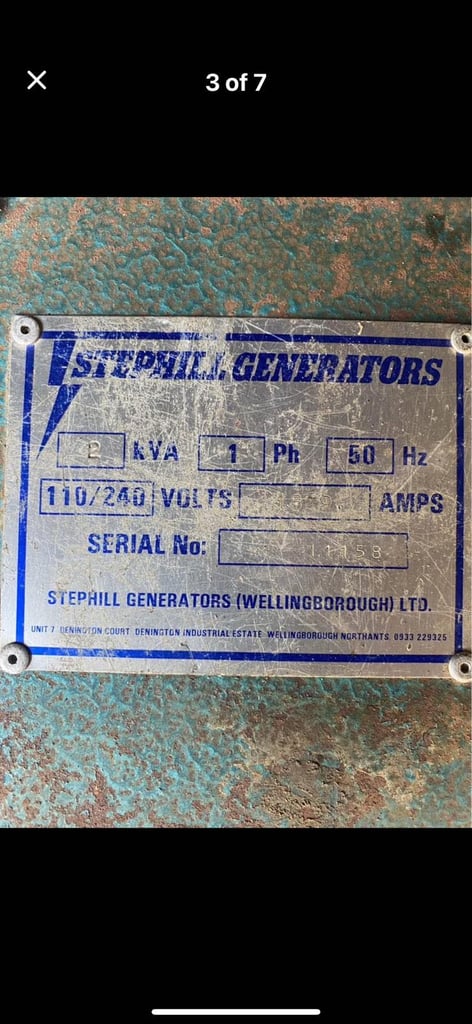 3 of 7
STEPHILL GENERATORS
2 kVA 1 Ph 50 Hz
110/240 VOLTS AMPS
SERIAL No: 11158
STEPHILL GENERATORS (WELLINGBOROUGH) LTD.
UNIT 7 DENINGTON COURT DENINGTON INDUSTRIAL ESTATE WELLINGBOROUGH NORTHANTS 0933 229325